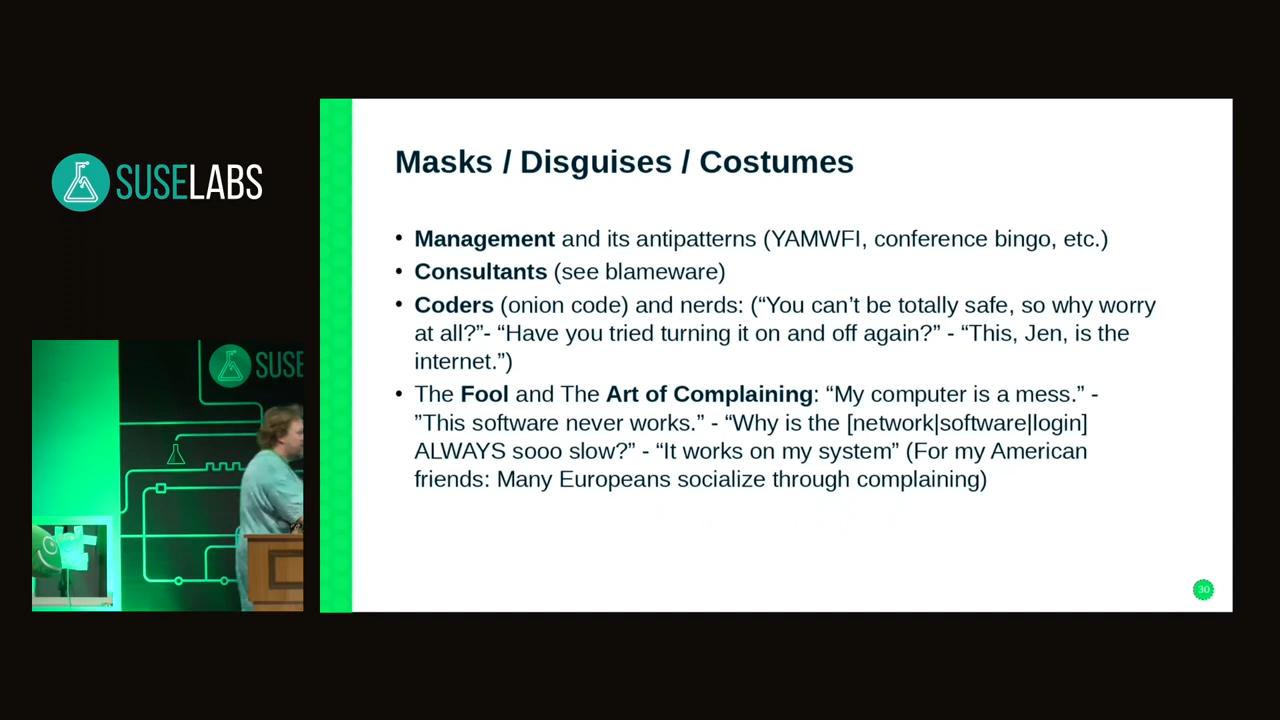 SUSELABS
Masks / Disguises / Costumes
• Management and its antipatterns (YAMWFI, conference bingo, etc.)
• Consultants (see blameware)
• Coders (onion code) and nerds: (“You can’t be totally safe, so why worry
at all?”- “Have you tried turning it on and off again?” - “This, Jen, is the
internet.”)
• The Fool and The Art of Complaining: “My computer is a mess.” -
”This software never works.” - “Why is the [network|software|login]
ALWAYS sooo slow?” - “It works on my system” (For my American
friends: Many Europeans socialize through complaining)
30
SUSE